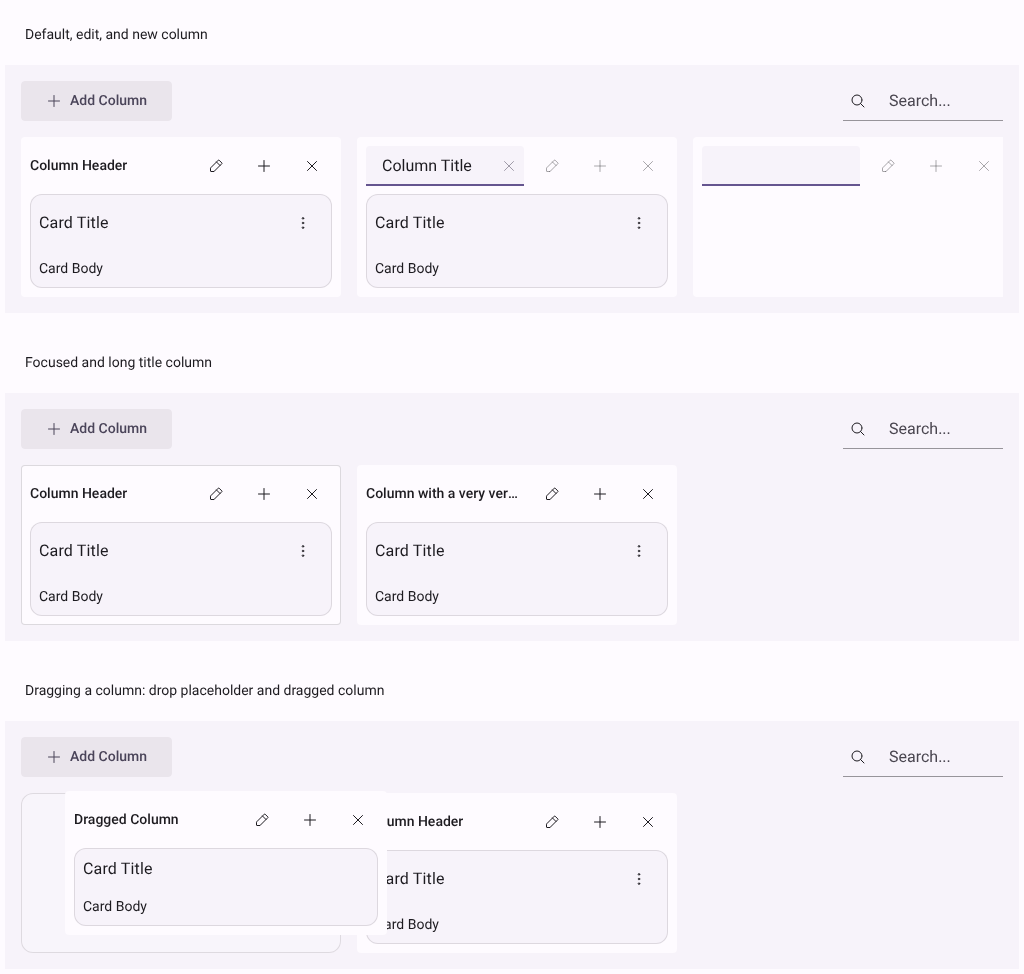 Default, edit, and new column
Add Column
Search...
Column Header
Column Title
Card Title
Card Title
Card Body
Card Body
Focused and long title column
Add Column
Search...
Column Header
Column with a very ver...
Card Title
Card Title
Card Body
Card Body
Dragging a column: drop placeholder and dragged column
Add Column
Search...
Dragged Column
umn Header
Card Title
ard Title
Card Body
ard Body